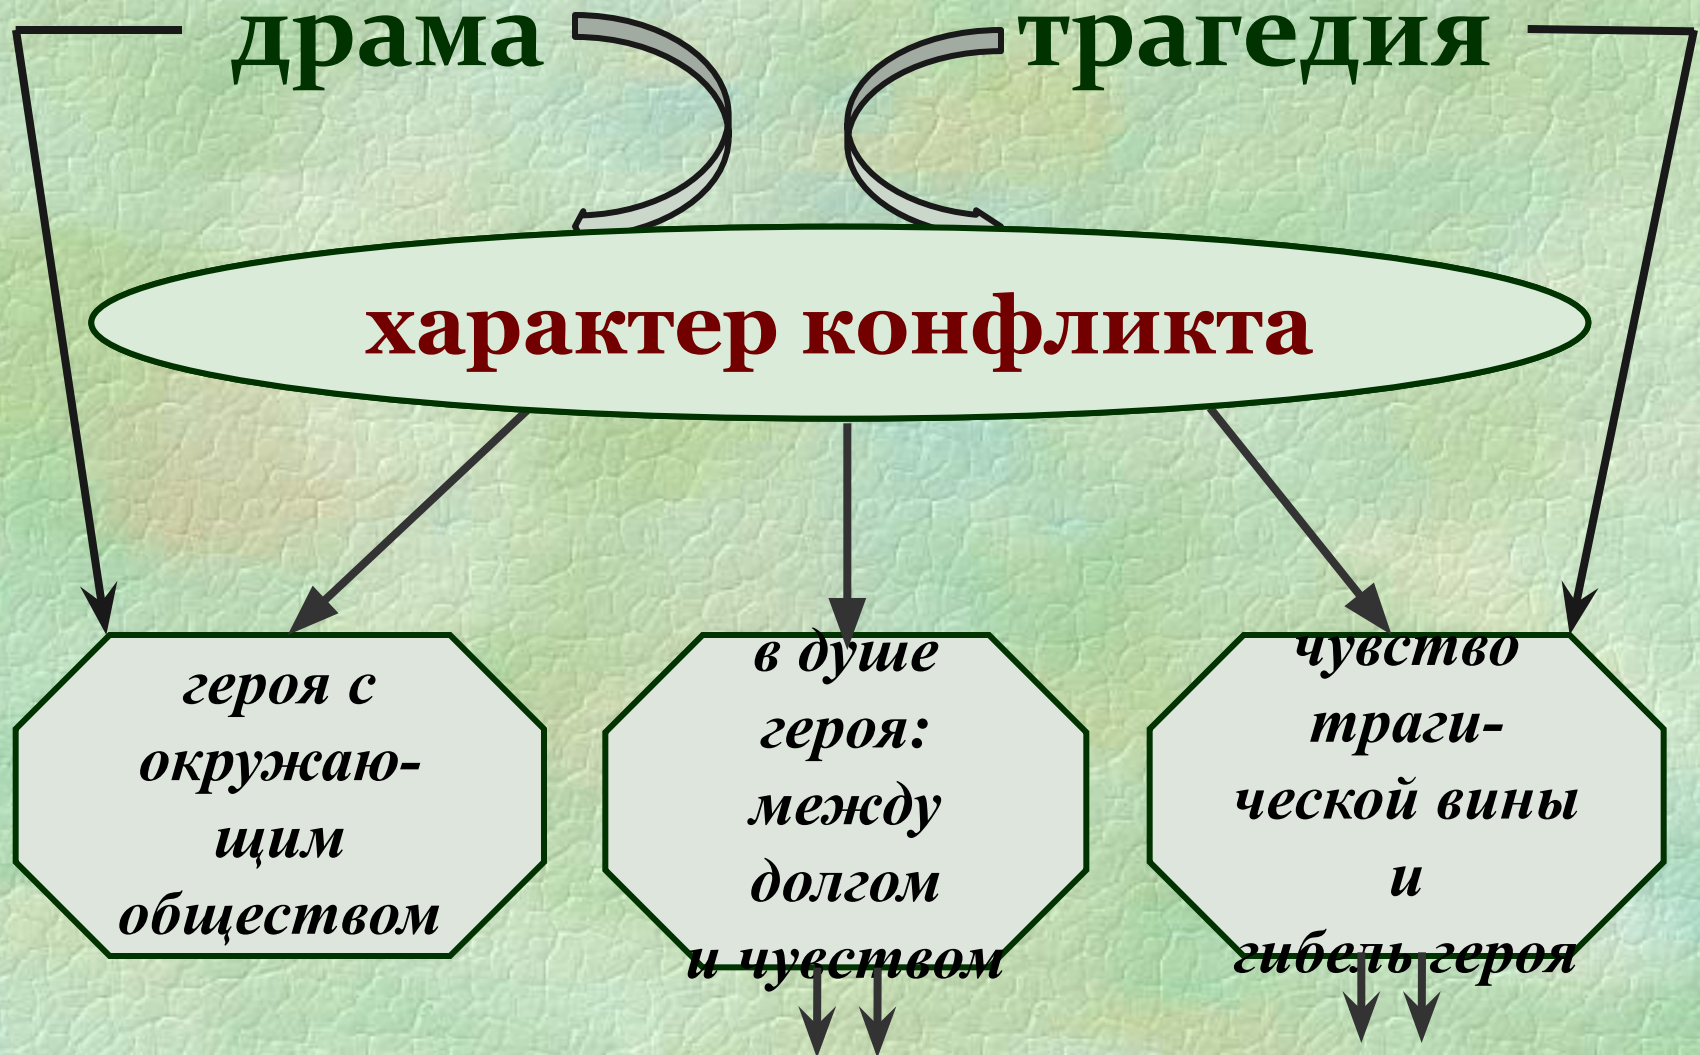 драма
трагедия
характер конфликта
героя с
окружаю-
щим
обществом
в душе
героя:
между
долгом
и чувством
чувство
траги-
ческой вины
и
гибель героя